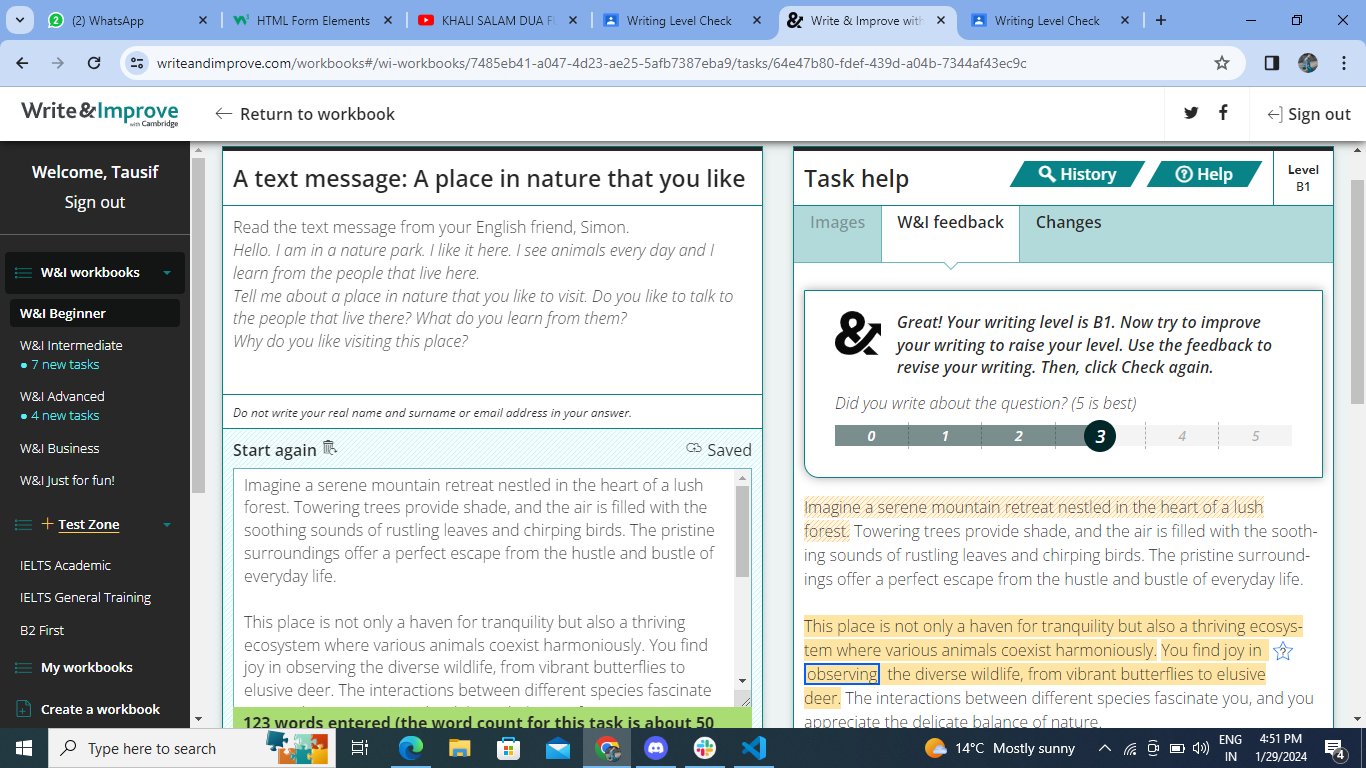 (2) WhatsApp
HTML Form Elements
KHALI SALAM DUA F
Writing Level Check
Write & Improve with
Writing Level Check
writeandimprove.com/workbooks#/wi-workbooks/7485eb41-a047-4d23-ae25-5afb7387eba9/tasks/64e47b80-fdef-439d-a04b-7344af43ec9c
Write&Improve
with Cambridge
Return to workbook
Sign out
Welcome, Tausif
Sign out
W&I workbooks
W&I Beginner
W&I Intermediate
7 new tasks
W&I Advanced
4 new tasks
W&I Business
W&I Just for fun!
Test Zone
IELTS Academic
IELTS General Training
B2 First
My workbooks
Create a workbook
A text message: A place in nature that you like
Read the text message from your English friend, Simon.
Hello. I am in a nature park. I like it here. I see animals every day and I
learn from the people that live here.
Tell me about a place in nature that you like to visit. Do you like to talk to
the people that live there? What do you learn from them?
Why do you like visiting this place?
Do not write your real name and surname or email address in your answer.
Start again
Saved
Imagine a serene mountain retreat nestled in the heart of a lush
forest. Towering trees provide shade, and the air is filled with the
soothing sounds of rustling leaves and chirping birds. The pristine
surroundings offer a perfect escape from the hustle and bustle of
everyday life.
This place is not only a haven for tranquility but also a thriving
ecosystem where various animals coexist harmoniously. You find
joy in observing the diverse wildlife, from vibrant butterflies to
elusive deer. The interactions between different species fascinate
123 words entered (the word count for this task is about 50
Task help
History
Help
Level
B1
Images
W&I feedback
Changes
Great! Your writing level is B1. Now try to improve
your writing to raise your level. Use the feedback to
revise your writing. Then, click Check again.
Did you write about the question? (5 is best)
0 1 2 3 4 5
Imagine a serene mountain retreat nestled in the heart of a lush
forest. Towering trees provide shade, and the air is filled with the sooth-
ing sounds of rustling leaves and chirping birds. The pristine surround-
ings offer a perfect escape from the hustle and bustle of everyday life.
This place is not only a haven for tranquility but also a thriving ecosys-
tem where various animals coexist harmoniously. You find joy in ?
observing the diverse wildlife, from vibrant butterflies to elusive
deer. The interactions between different species fascinate you, and you
appreciate the delicate balance of nature.
Type here to search
14°C Mostly sunny
ENG
IN
4:51 PM
1/29/2024
4